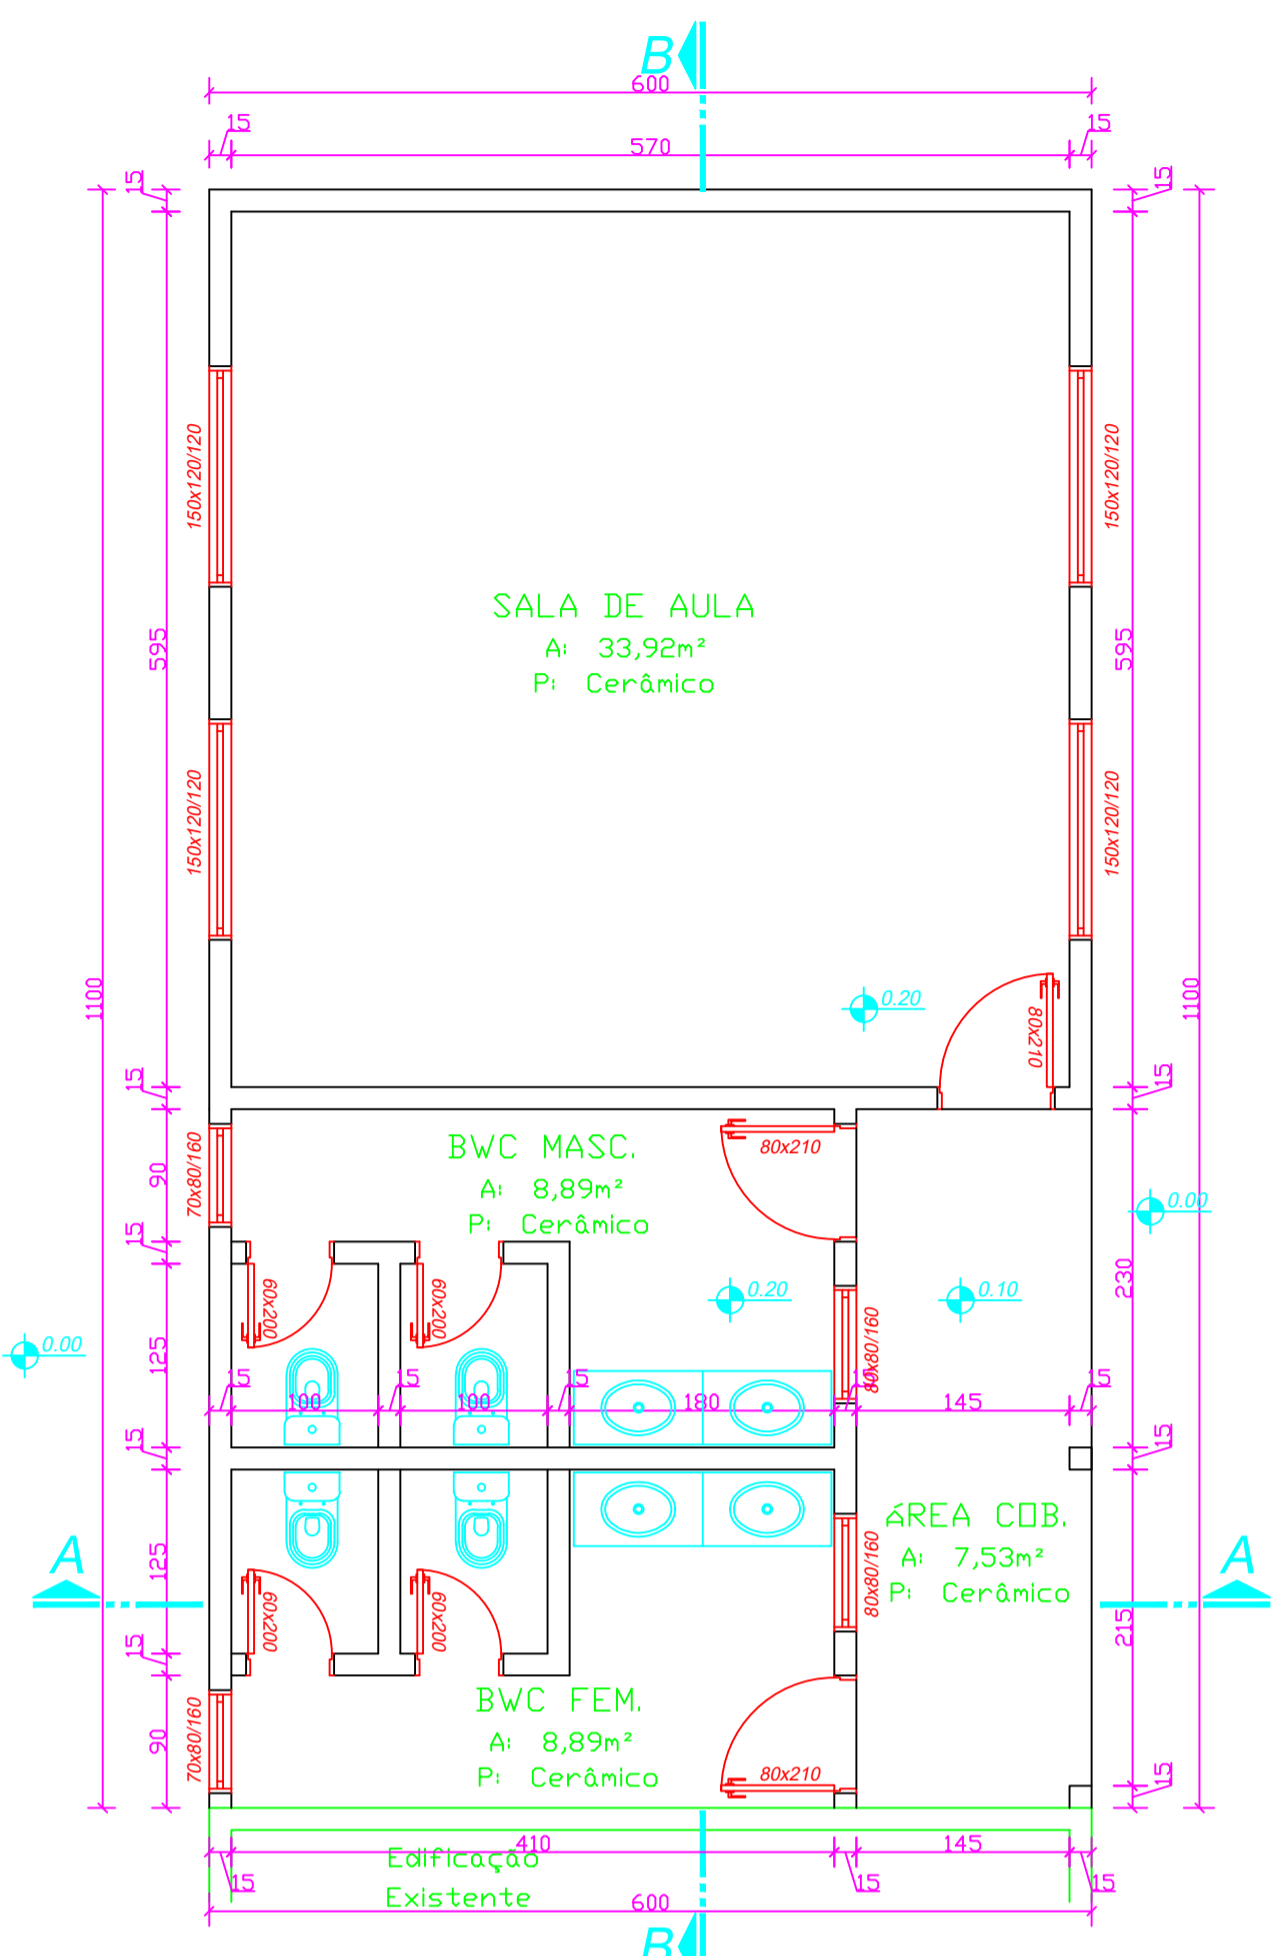 B
600
15
15
570
15
15
150x120/120
150x120/120
SALA DE AULA
A: 33,92m²
P: Cerâmico
595
595
150x120/120
150x120/120
1100
1100
0.20
80x210
15
15
BWC MASC.
A: 8,89m²
P: Cerâmico
80x210
70x80/160
90
15
0.00
60x200
60x200
0.20
0.10
230
0.00
125
80x80/160
15
100
15
100
15
180
15
145
15
15
15
ÁREA COB.
A: 7,53m²
P: Cerâmico
A
A
125
80x80/160
60x200
60x200
215
15
BWC FEM.
A: 8,89m²
P: Cerâmico
70x80/160
90
80x210
15
Edificação
Existente
410
145
15
15
15
600
B